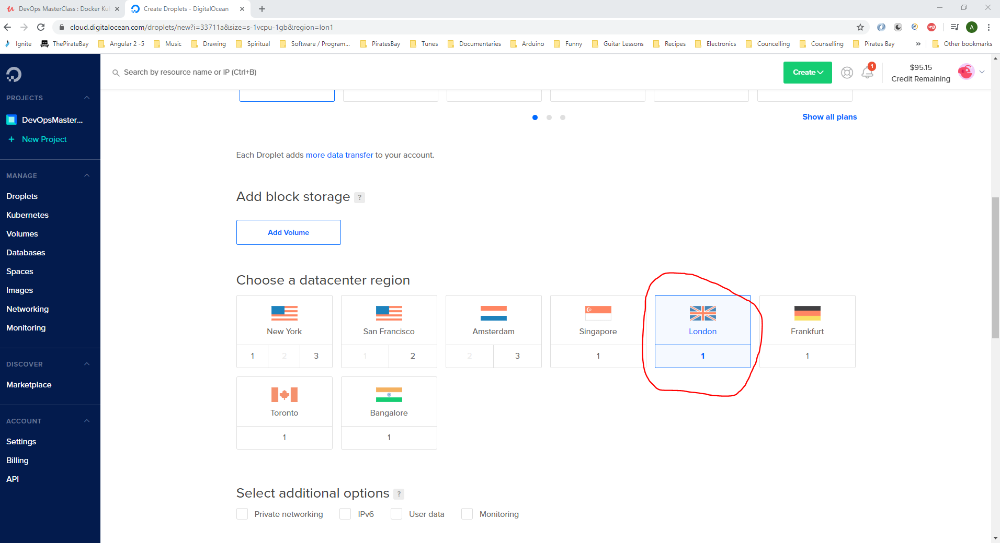 DevOps MasterClass : Docker Ku
Create Droplets - DigitalOcean
cloud.digitalocean.com/droplets/new?i=33711a&size=s-1vcpu-1gb&region=lon1
A
Ignite ThePirateBay Angular 2 -5 Music Drawing Spiritual Software / Program... PiratesBay Tunes Documentaries Arduino Funny Guitar Lessons Recipes Electronics Councelling Counselling Pirates Bay » Other bookmarks
Search by resource name or IP (Ctrl+B)
Create
1
$95.15
Credit Remaining
PROJECTS
DevOpsMaster...
+ New Project
MANAGE
Droplets
Kubernetes
Volumes
Databases
Spaces
Images
Networking
Monitoring
DISCOVER
Marketplace
ACCOUNT
Settings
Billing
API
Show all plans
Each Droplet adds more data transfer to your account.
Add block storage ?
Add Volume
Choose a datacenter region
New York San Francisco Amsterdam Singapore London Frankfurt
1 2 3 1 2 2 3 1 1 1
Toronto Bangalore
1 1
Select additional options ?
Private networking IPv6 User data Monitoring